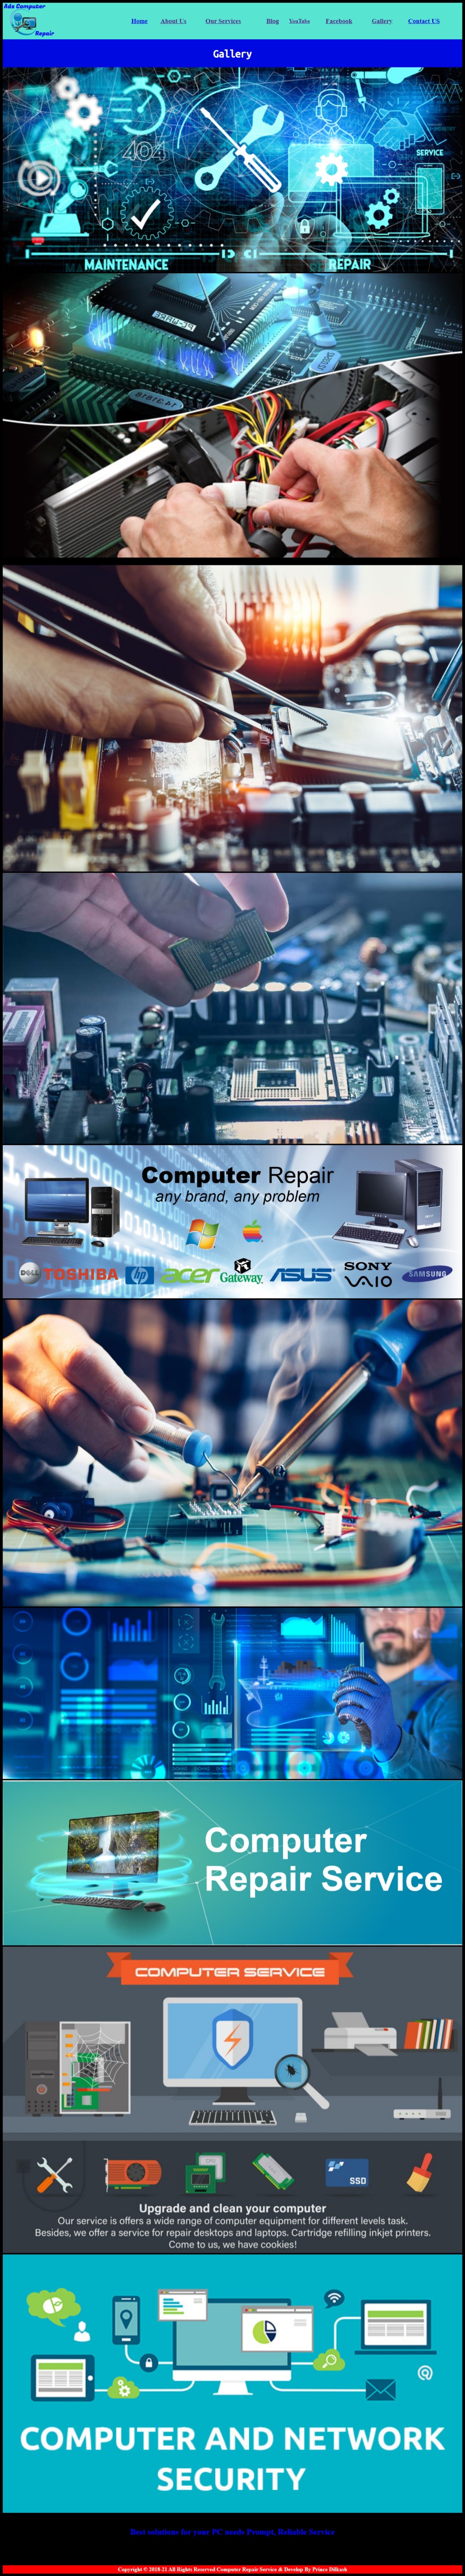 Ads Computer
Repair
Home About Us Our Services Blog YouTube Facebook Gallery Contact US
Gallery
404
SERVICE
MAINTENANCE
REPAIR
Computer Repair
any brand, any problem
DELL TOSHIBA hp acer Gateway ASUS SONY VAIO SAMSUNG
Computer
Repair Service
COMPUTER SERVICE
SSD
Upgrade and clean your computer
Our service is offers a wide range of computer equipment for different levels task.
Besides, we offer a service for repair desktops and laptops. Cartridge refilling inkjet printers.
Come to us, we have cookies!
COMPUTER AND NETWORK
SECURITY
Best solutions for your PC needs Prompt, Reliable Service
Copyright © 2018-21 All Rights Reserved Computer Repair Service & Develop By Prince Dilkash